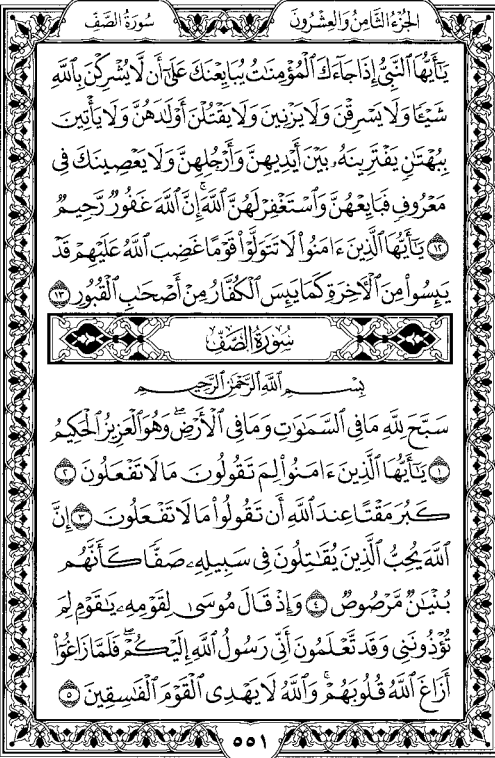 الجزء الثامن والعشرون
سورة الصف
يَٰٓأَيُّهَا ٱلنَّبِىُّ إِذَا جَآءَكَ ٱلْمُؤْمِنَٰتُ يُبَايِعْنَكَ عَلَىٰٓ أَن لَّا يُشْرِكْنَ بِٱللَّهِ
شَيْـًٔا وَلَا يَسْرِقْنَ وَلَا يَزْنِينَ وَلَا يَقْتُلْنَ أَوْلَٰدَهُنَّ وَلَا يَأْتِينَ
بِبُهْتَٰنٍ يَفْتَرِينَهُۥ بَيْنَ أَيْدِيهِنَّ وَأَرْجُلِهِنَّ وَلَا يَعْصِينَكَ فِى
مَعْرُوفٍ فَبَايِعْهُنَّ وَٱسْتَغْفِرْ لَهُنَّ ٱللَّهَ ۚ إِنَّ ٱللَّهَ غَفُورٌ رَّحِيمٌ
١٢ يَٰٓأَيُّهَا ٱلَّذِينَ ءَامَنُوا۟ لَا تَتَوَلَّوْا۟ قَوْمًا غَضِبَ ٱللَّهُ عَلَيْهِمْ قَدْ
يَئِسُوا۟ مِنَ ٱلْءَاخِرَةِ كَمَا يَئِسَ ٱلْكُفَّارُ مِنْ أَصْحَٰبِ ٱلْقُبُورِ ١٣
سُورَةُ الصَّفِّ
بِسْمِ ٱللَّهِ ٱلرَّحْمَٰنِ ٱلرَّحِيمِ
سَبَّحَ لِلَّهِ مَا فِى ٱلسَّمَٰوَٰتِ وَمَا فِى ٱلْأَرْضِ ۖ وَهُوَ ٱلْعَزِيزُ ٱلْحَكِيمُ
١ يَٰٓأَيُّهَا ٱلَّذِينَ ءَامَنُوا۟ لِمَ تَقُولُونَ مَا لَا تَفْعَلُونَ ٢
كَبُرَ مَقْتًا عِندَ ٱللَّهِ أَن تَقُولُوا۟ مَا لَا تَفْعَلُونَ ٣ إِنَّ
ٱللَّهَ يُحِبُّ ٱلَّذِينَ يُقَٰتِلُونَ فِى سَبِيلِهِۦ صَفًّا كَأَنَّهُم
بُنْيَٰنٌ مَّرْصُوصٌ ٤ وَإِذْ قَالَ مُوسَىٰ لِقَوْمِهِۦ يَٰقَوْمِ لِمَ
تُؤْذُونَنِى وَقَد تَّعْلَمُونَ أَنِّى رَسُولُ ٱللَّهِ إِلَيْكُمْ ۖ فَلَمَّا زَاغُوٓا۟
أَزَاغَ ٱللَّهُ قُلُوبَهُمْ ۚ وَٱللَّهُ لَا يَهْدِى ٱلْقَوْمَ ٱلْفَٰسِقِينَ ٥
٥٥١